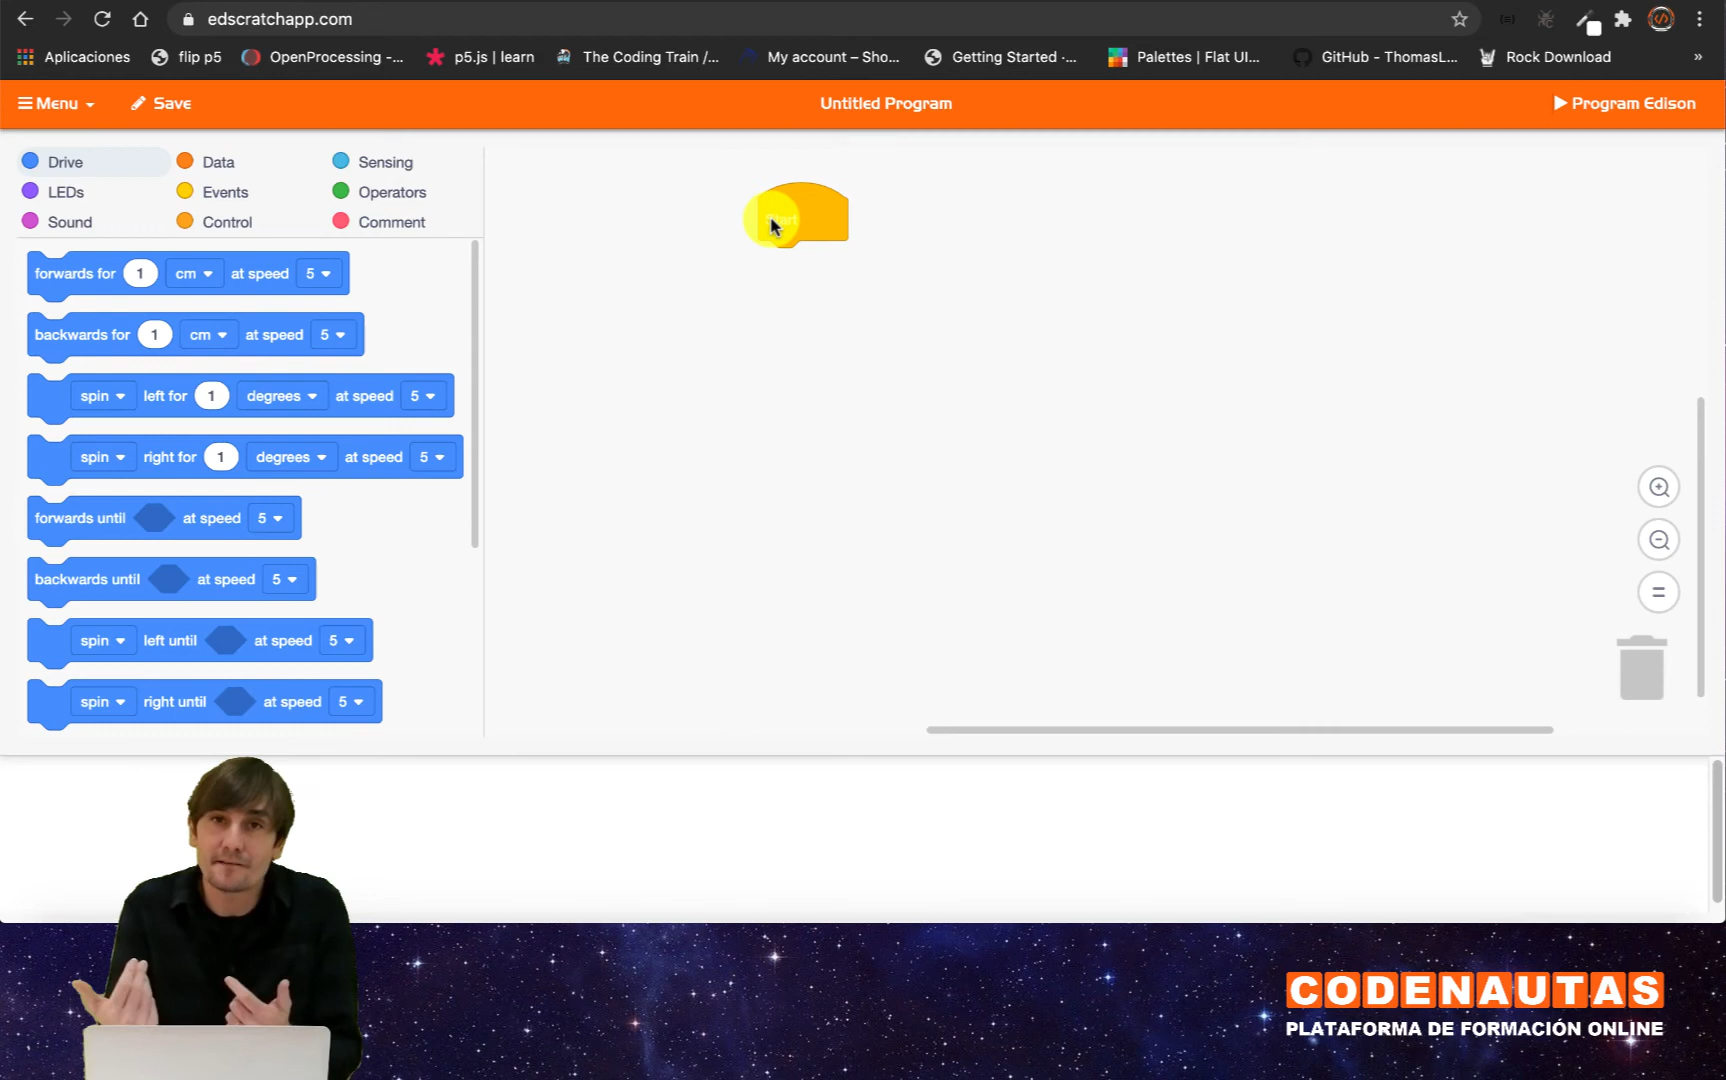 edscratchapp.com
Aplicaciones flip p5 OpenProcessing -... p5.js | learn The Coding Train /... My account – Sho... Getting Started ·... Palettes | Flat UI... GitHub - ThomasL... Rock Download »
Menu Save Untitled Program Program Edison
Drive Data Sensing
LEDs Events Operators
Sound Control Comment
Start
forwards for 1 cm at speed 5
backwards for 1 cm at speed 5
spin left for 1 degrees at speed 5
spin right for 1 degrees at speed 5
forwards until at speed 5
backwards until at speed 5
spin left until at speed 5
spin right until at speed 5
CODENAUTAS
PLATAFORMA DE FORMACIÓN ONLINE